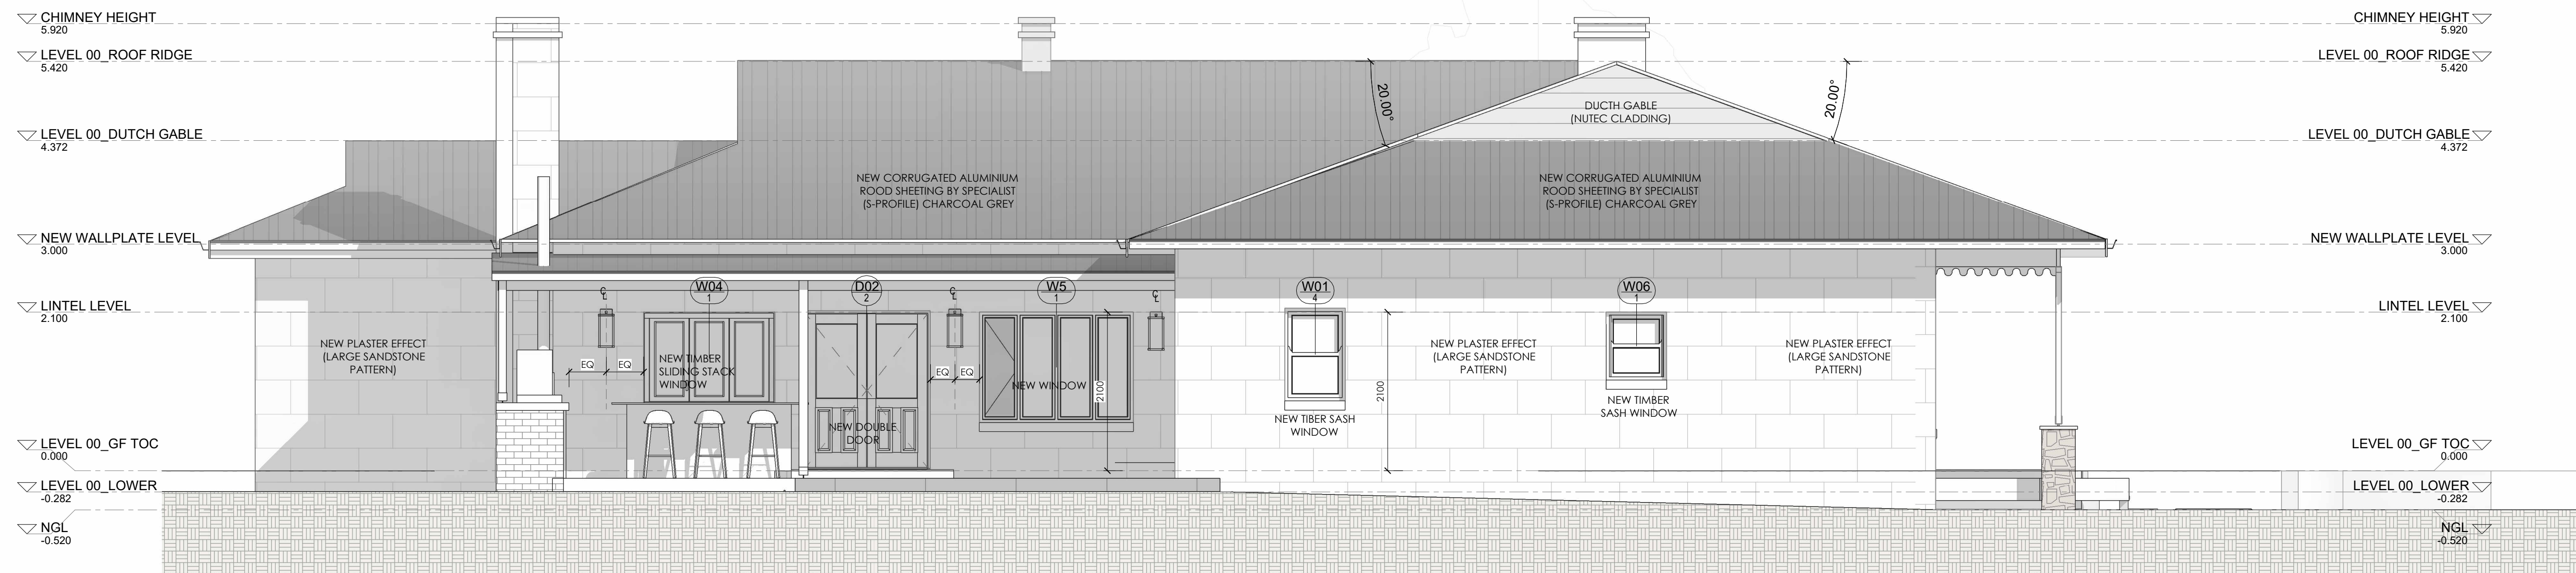 CHIMNEY HEIGHT
5.920
LEVEL 00_ROOF RIDGE
5.420
LEVEL 00_DUTCH GABLE
4.372
NEW WALLPLATE LEVEL
3.000
LINTEL LEVEL
2.100
LEVEL 00_GF TOC
0.000
LEVEL 00_LOWER
-0.282
NGL
-0.520
NEW PLASTER EFFECT
(LARGE SANDSTONE
PATTERN)
NEW CORRUGATED ALUMINIUM
ROOD SHEETING BY SPECIALIST
(S-PROFILE) CHARCOAL GREY
W04
1
D02
2
W5
1
EQ
EQ
NEW TIMBER
SLIDING STACK
WINDOW
NEW DOUBLE
DOOR
EQ
EQ
NEW WINDOW
2100
20.00°
DUCTH GABLE
(NUTEC CLADDING)
20.00°
NEW CORRUGATED ALUMINIUM
ROOD SHEETING BY SPECIALIST
(S-PROFILE) CHARCOAL GREY
W01
4
NEW TIBER SASH
WINDOW
2100
NEW PLASTER EFFECT
(LARGE SANDSTONE
PATTERN)
W06
1
NEW TIMBER
SASH WINDOW
NEW PLASTER EFFECT
(LARGE SANDSTONE
PATTERN)
CHIMNEY HEIGHT
5.920
LEVEL 00_ROOF RIDGE
5.420
LEVEL 00_DUTCH GABLE
4.372
NEW WALLPLATE LEVEL
3.000
LINTEL LEVEL
2.100
LEVEL 00_GF TOC
0.000
LEVEL 00_LOWER
-0.282
NGL
-0.520